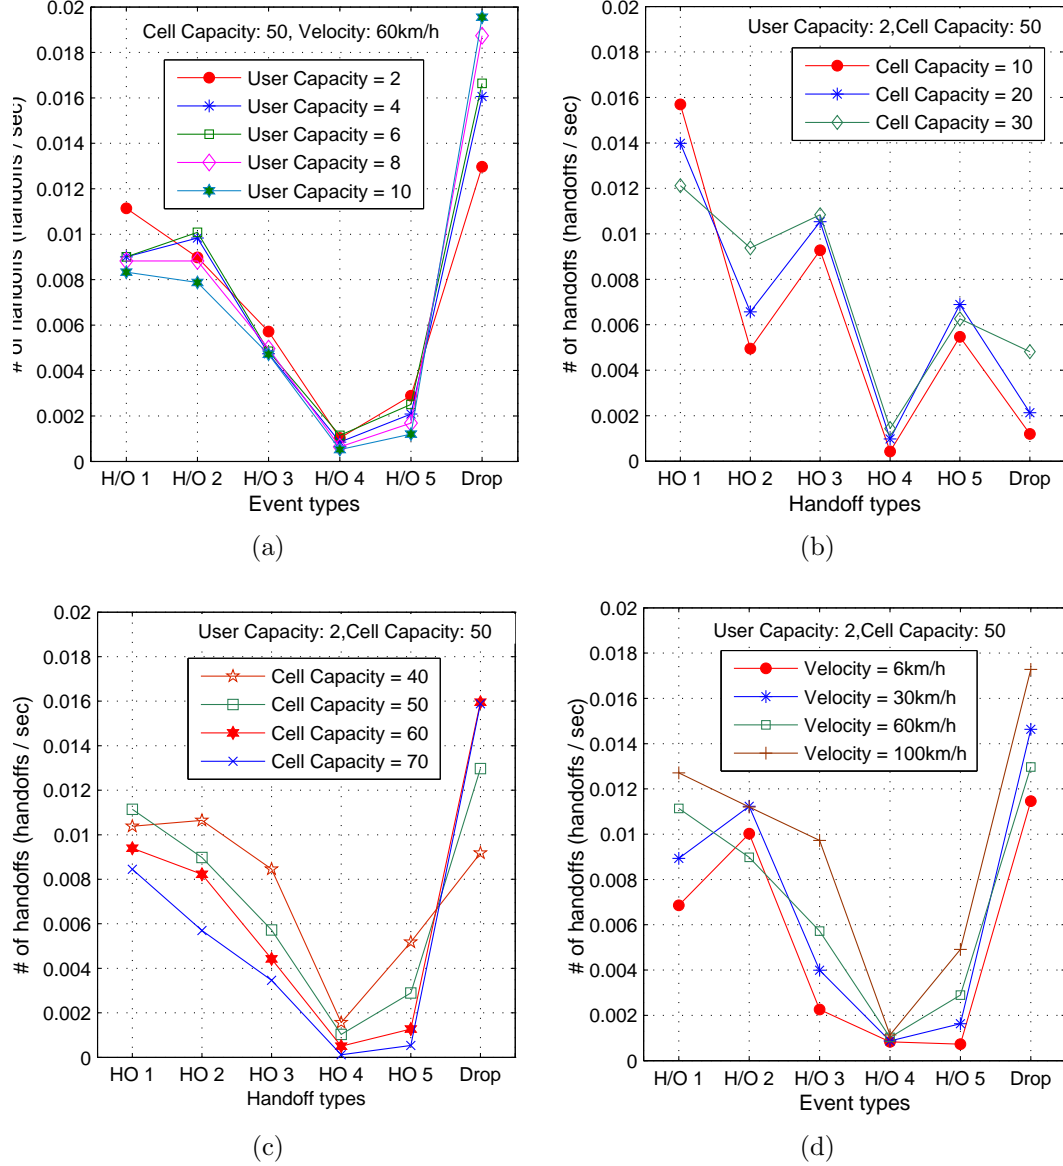 0.02
0.018
0.016
0.014
0.012
0.01
0.008
0.006
0.004
0.002
0
# of handoffs (handoffs / sec)
Cell Capacity: 50, Velocity: 60km/h
User Capacity = 2
User Capacity = 4
User Capacity = 6
User Capacity = 8
User Capacity = 10
H/O 1 H/O 2 H/O 3 H/O 4 H/O 5 Drop
Event types
(a)
0.02
0.018
0.016
0.014
0.012
0.01
0.008
0.006
0.004
0.002
0
# of handoffs (handoffs / sec)
User Capacity: 2,Cell Capacity: 50
Cell Capacity = 10
Cell Capacity = 20
Cell Capacity = 30
HO 1 HO 2 HO 3 HO 4 HO 5 Drop
Handoff types
(b)
0.02
0.018
0.016
0.014
0.012
0.01
0.008
0.006
0.004
0.002
0
# of handoffs (handoffs / sec)
User Capacity: 2,Cell Capacity: 50
Cell Capacity = 40
Cell Capacity = 50
Cell Capacity = 60
Cell Capacity = 70
HO 1 HO 2 HO 3 HO 4 HO 5 Drop
Handoff types
(c)
0.02
0.018
0.016
0.014
0.012
0.01
0.008
0.006
0.004
0.002
0
# of handoffs (handoffs / sec)
User Capacity: 2,Cell Capacity: 50
Velocity = 6km/h
Velocity = 30km/h
Velocity = 60km/h
Velocity = 100km/h
H/O 1 H/O 2 H/O 3 H/O 4 H/O 5 Drop
Event types
(d)